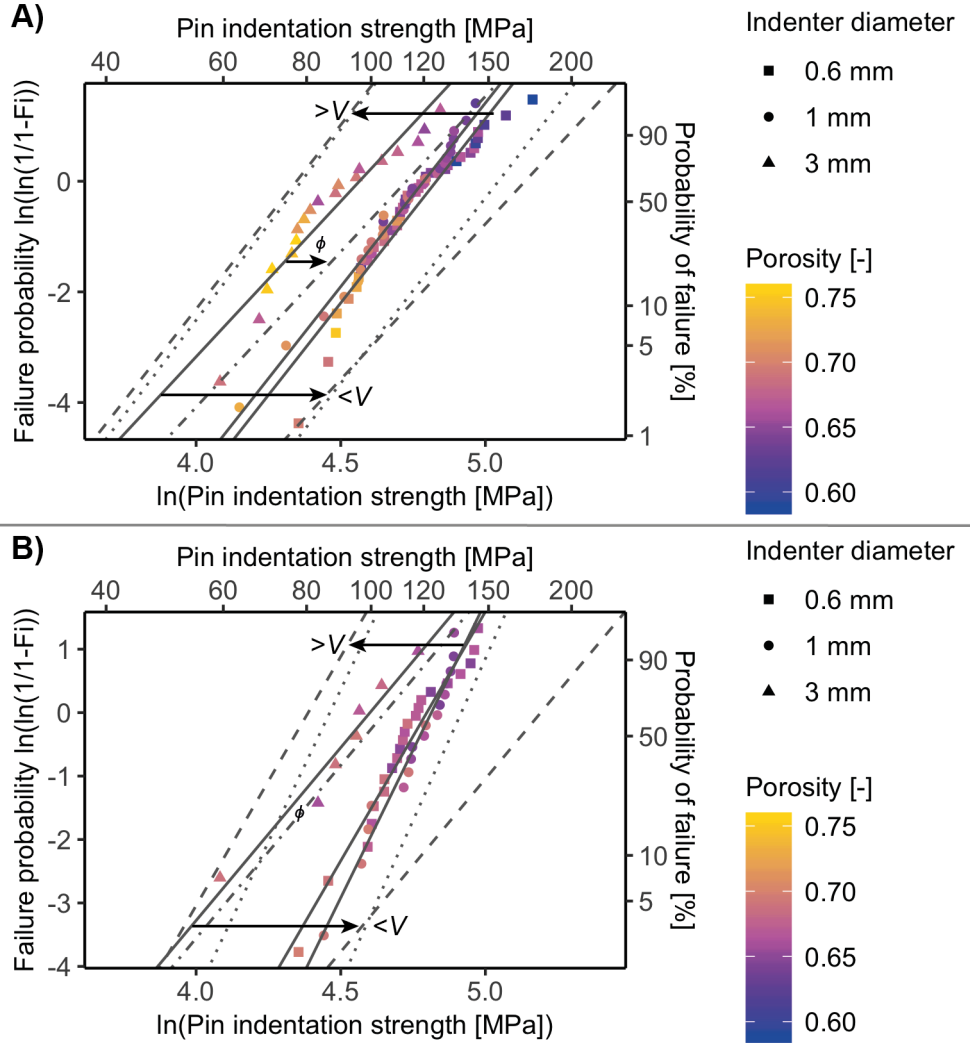 A)
Pin indentation strength [MPa]
40 60 80 100 120 150 200
Failure probability ln(ln(1/1-Fi))
0
-2
-4
>V
ϕ
<V
90
50
10
5
1
Probability of failure [%]
4.0 4.5 5.0
ln(Pin indentation strength [MPa])
Indenter diameter
0.6 mm
1 mm
3 mm
Porosity [-]
0.75
0.70
0.65
0.60
B)
Pin indentation strength [MPa]
40 60 80 100 120 150 200
Failure probability ln(ln(1/1-Fi))
1
0
-1
-2
-3
-4
>V
ϕ
<V
90
50
10
5
Probability of failure [%]
4.0 4.5 5.0
ln(Pin indentation strength [MPa])
Indenter diameter
0.6 mm
1 mm
3 mm
Porosity [-]
0.75
0.70
0.65
0.60